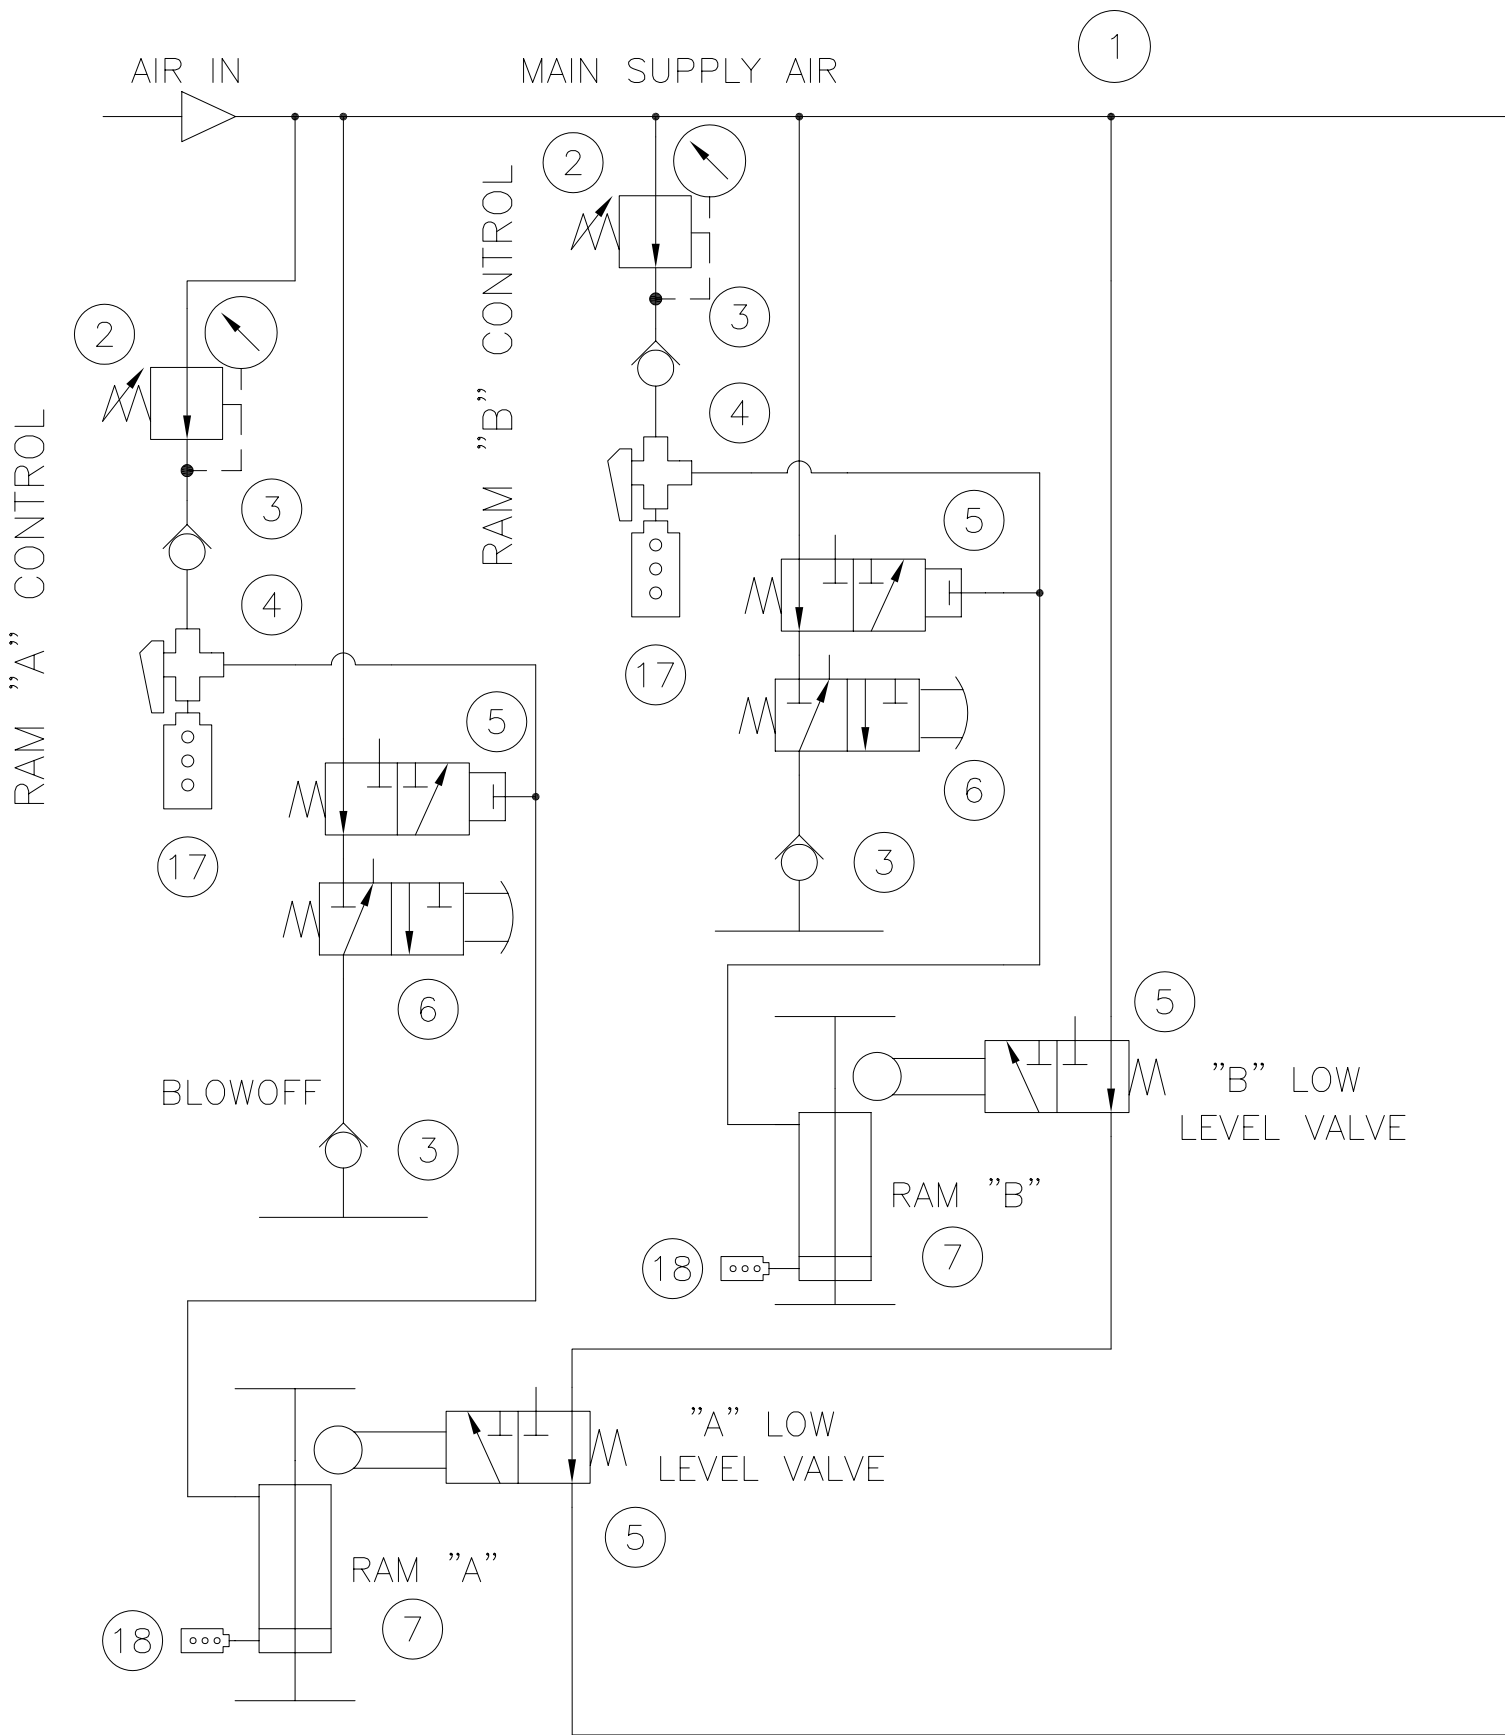 1
AIR IN
MAIN SUPPLY AIR
2
RAM "B" CONTROL
3
2
4
RAM "A" CONTROL
3
5
4
17
5
6
17
3
6
5
"B" LOW
LEVEL VALVE
BLOWOFF
3
RAM "B"
7
18
"A" LOW
LEVEL VALVE
5
RAM "A"
7
18